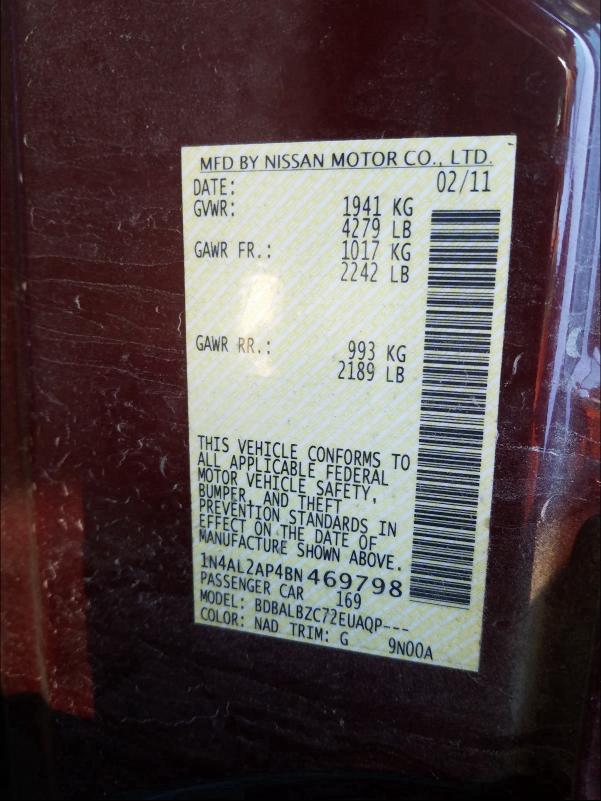 MFD BY NISSAN MOTOR CO., LTD.
DATE: 02/11
GVWR: 1941 KG
4279 LB
GAWR FR.: 1017 KG
2242 LB
GAWR RR.: 993 KG
2189 LB
THIS VEHICLE CONFORMS TO
ALL APPLICABLE FEDERAL
MOTOR VEHICLE SAFETY,
BUMPER, AND THEFT
PREVENTION STANDARDS IN
EFFECT ON THE DATE OF
MANUFACTURE SHOWN ABOVE.
1N4AL2AP4BN469798
PASSENGER CAR 169
MODEL: BDBALBZC72EUAQP---
COLOR: NAD TRIM: G 9N00A